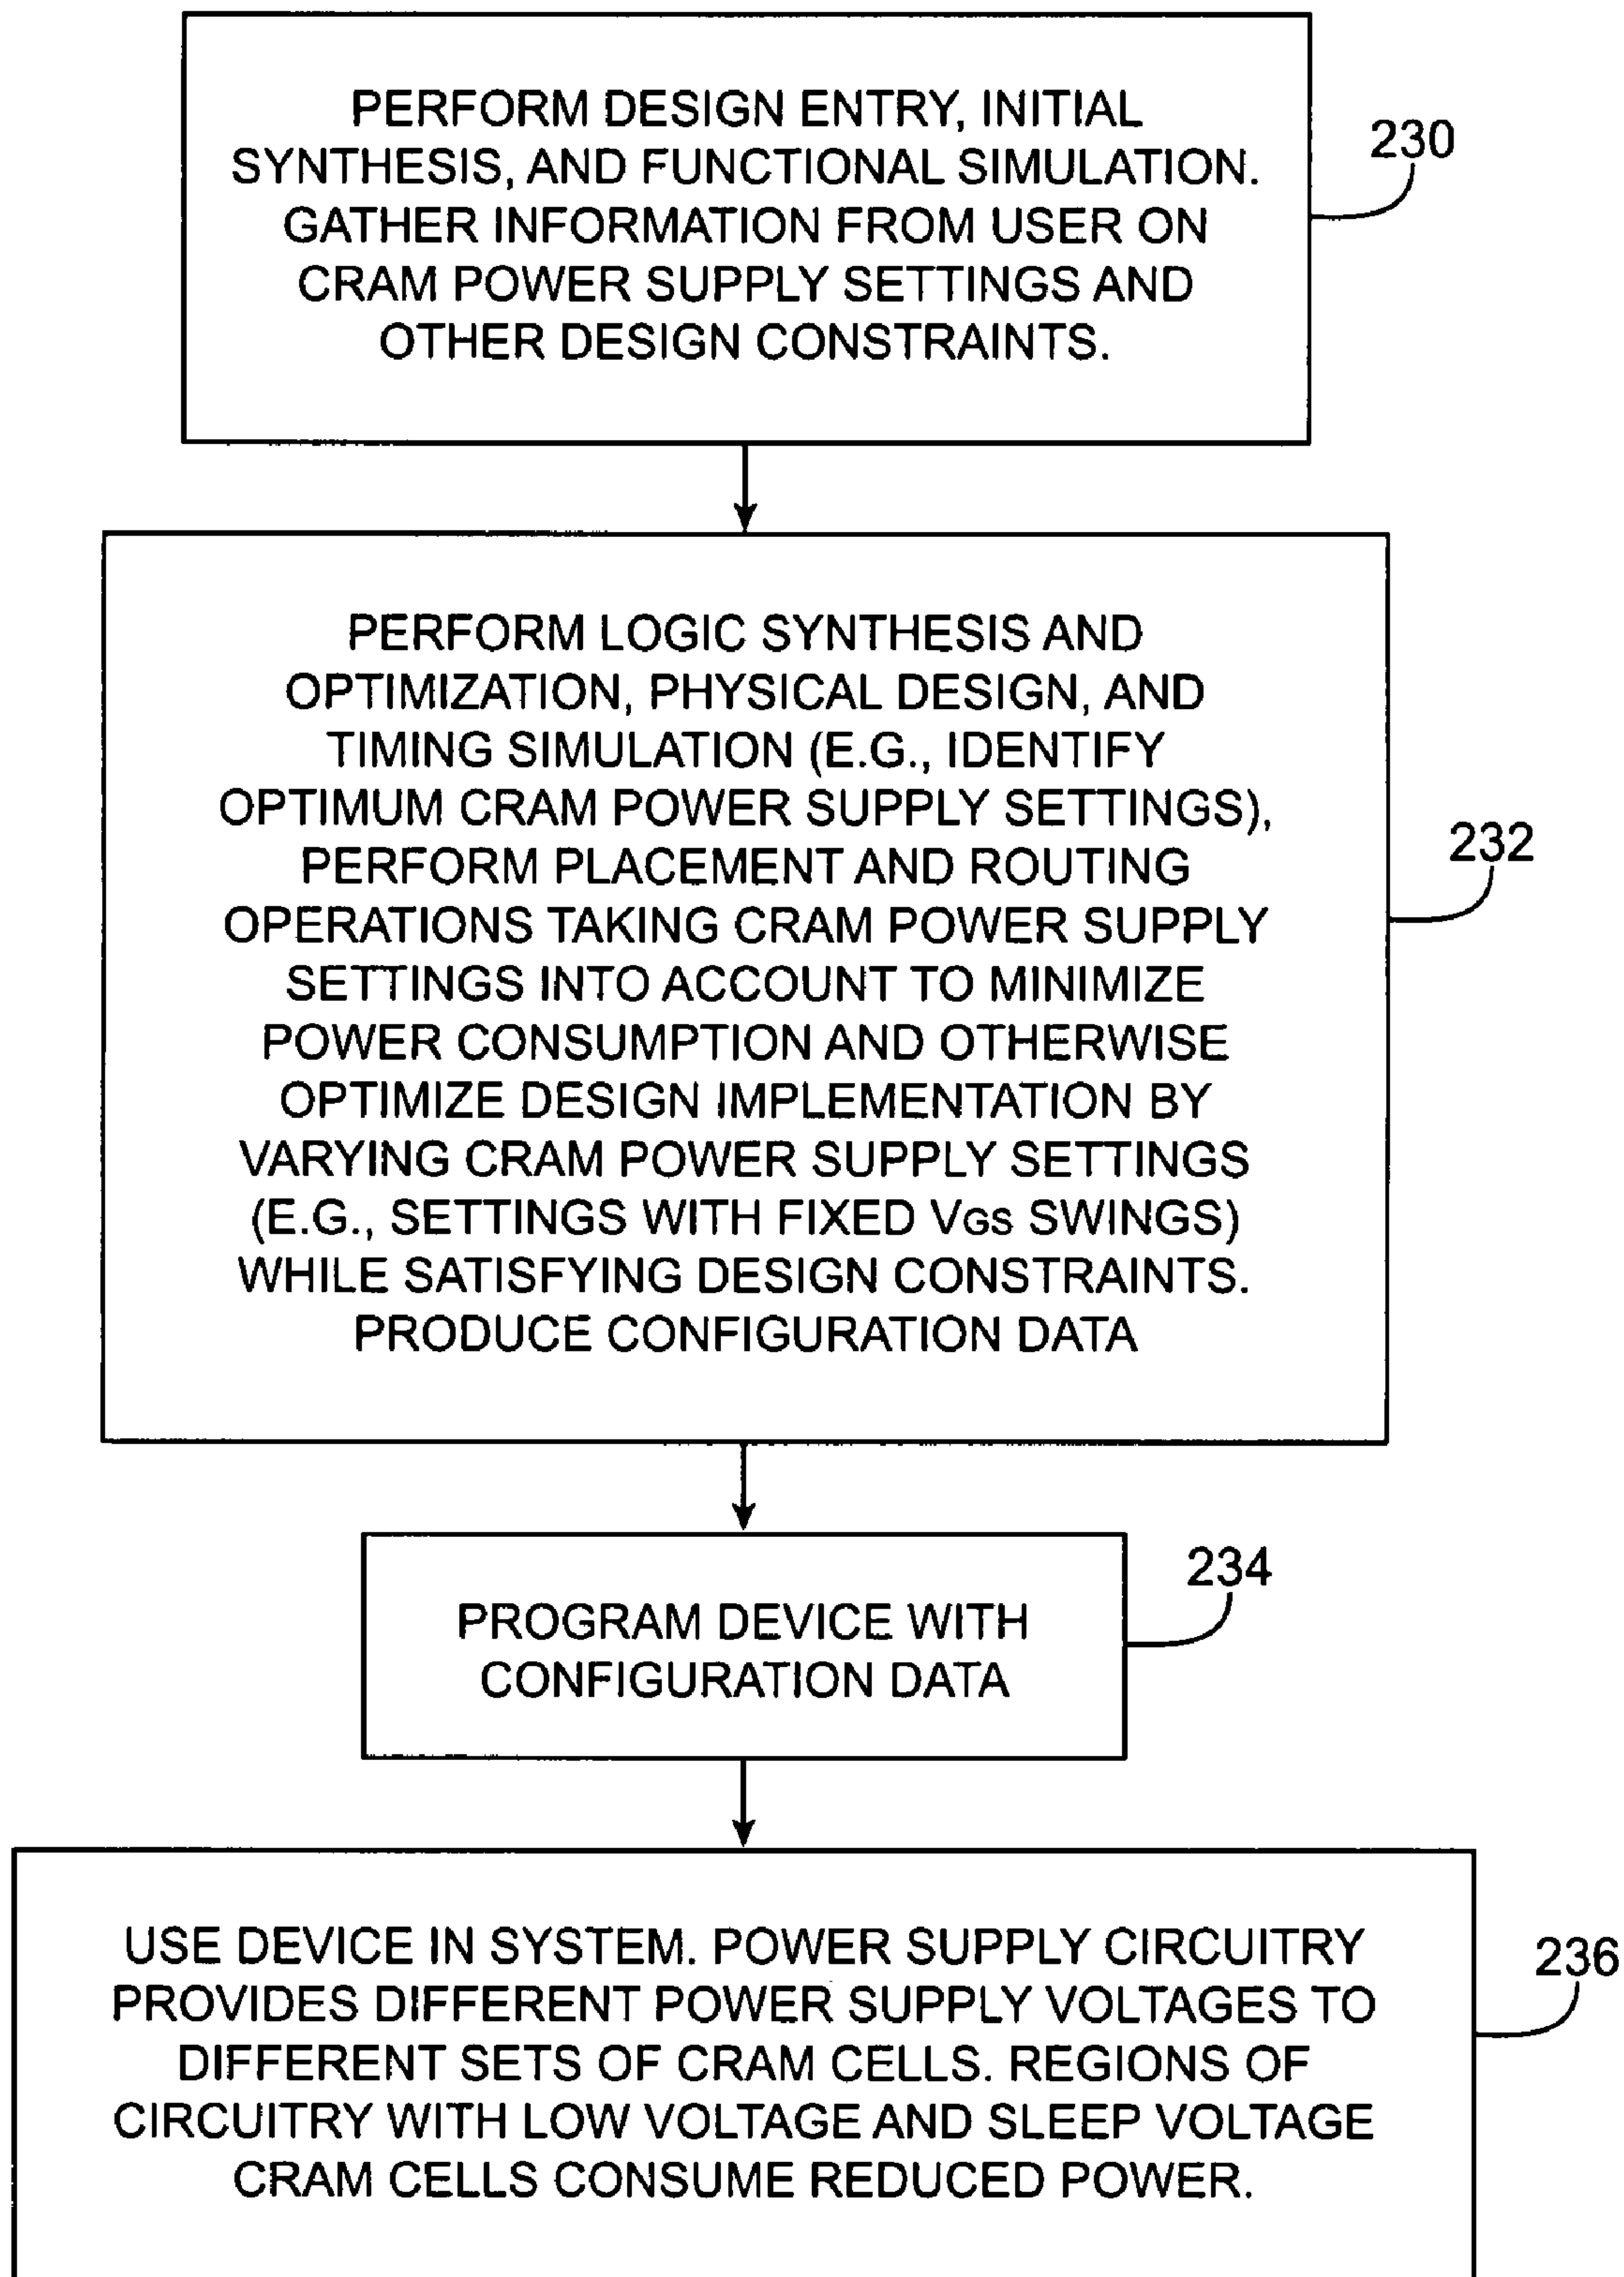 PERFORM DESIGN ENTRY, INITIAL
SYNTHESIS, AND FUNCTIONAL SIMULATION.
GATHER INFORMATION FROM USER ON
CRAM POWER SUPPLY SETTINGS AND
OTHER DESIGN CONSTRAINTS.
230
PERFORM LOGIC SYNTHESIS AND
OPTIMIZATION, PHYSICAL DESIGN, AND
TIMING SIMULATION (E.G., IDENTIFY
OPTIMUM CRAM POWER SUPPLY SETTINGS),
PERFORM PLACEMENT AND ROUTING
OPERATIONS TAKING CRAM POWER SUPPLY
SETTINGS INTO ACCOUNT TO MINIMIZE
POWER CONSUMPTION AND OTHERWISE
OPTIMIZE DESIGN IMPLEMENTATION BY
VARYING CRAM POWER SUPPLY SETTINGS
(E.G., SETTINGS WITH FIXED VGS SWINGS)
WHILE SATISFYING DESIGN CONSTRAINTS.
PRODUCE CONFIGURATION DATA
232
PROGRAM DEVICE WITH
CONFIGURATION DATA
234
USE DEVICE IN SYSTEM. POWER SUPPLY CIRCUITRY
PROVIDES DIFFERENT POWER SUPPLY VOLTAGES TO
DIFFERENT SETS OF CRAM CELLS. REGIONS OF
CIRCUITRY WITH LOW VOLTAGE AND SLEEP VOLTAGE
CRAM CELLS CONSUME REDUCED POWER.
236